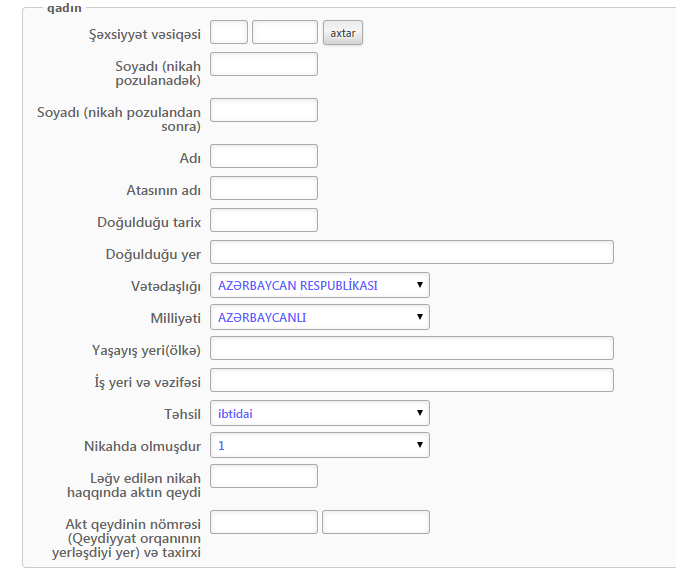 qadın
Şəxsiyyət vəsiqəsi axtar
Soyadı (nikah
pozulanadək)
Soyadı (nikah pozulandan
sonra)
Adı
Atasının adı
Doğulduğu tarix
Doğulduğu yer
Vətədaşlığı AZƏRBAYCAN RESPUBLİKASI
Milliyəti AZƏRBAYCANLI
Yaşayış yeri(ölkə)
İş yeri və vəzifəsi
Təhsil ibtidai
Nikahda olmuşdur 1
Ləğv edilən nikah
haqqında aktın qeydi
Akt qeydinin nömrəsi
(Qeydiyyat orqanının
yerləşdiyi yer) və taxirxi